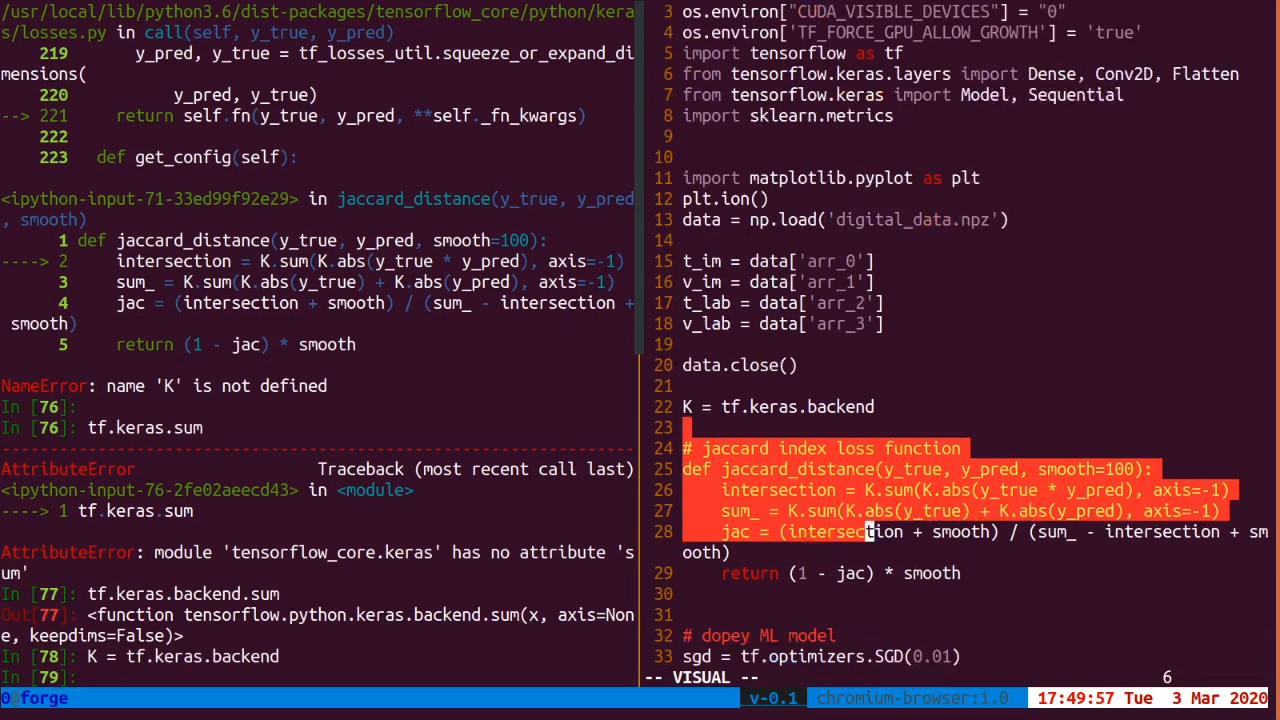 /usr/local/lib/python3.6/dist-packages/tensorflow_core/python/kera
s/losses.py in call(self, y_true, y_pred)
219 y_pred, y_true = tf_losses_util.squeeze_or_expand_di
mensions(
220 y_pred, y_true)
--> 221 return self.fn(y_true, y_pred, **self._fn_kwargs)
222
223 def get_config(self):
<ipython-input-71-33ed99f92e29> in jaccard_distance(y_true, y_pred
, smooth)
1 def jaccard_distance(y_true, y_pred, smooth=100):
----> 2 intersection = K.sum(K.abs(y_true * y_pred), axis=-1)
3 sum_ = K.sum(K.abs(y_true) + K.abs(y_pred), axis=-1)
4 jac = (intersection + smooth) / (sum_ - intersection +
smooth)
5 return (1 - jac) * smooth
NameError: name 'K' is not defined
In [76]:
In [76]: tf.keras.sum
------------------------------------------------------------------
AttributeError Traceback (most recent call last)
<ipython-input-76-2fe02aeecd43> in <module>
----> 1 tf.keras.sum
AttributeError: module 'tensorflow_core.keras' has no attribute 's
um'
In [77]: tf.keras.backend.sum
Out[77]: <function tensorflow.python.keras.backend.sum(x, axis=Non
e, keepdims=False)>
In [78]: K = tf.keras.backend
In [79]:
3 os.environ["CUDA_VISIBLE_DEVICES"] = "0"
4 os.environ['TF_FORCE_GPU_ALLOW_GROWTH'] = 'true'
5 import tensorflow as tf
6 from tensorflow.keras.layers import Dense, Conv2D, Flatten
7 from tensorflow.keras import Model, Sequential
8 import sklearn.metrics
9
10
11 import matplotlib.pyplot as plt
12 plt.ion()
13 data = np.load('digital_data.npz')
14
15 t_im = data['arr_0']
16 v_im = data['arr_1']
17 t_lab = data['arr_2']
18 v_lab = data['arr_3']
19
20 data.close()
21
22 K = tf.keras.backend
23
24 # jaccard index loss function
25 def jaccard_distance(y_true, y_pred, smooth=100):
26 intersection = K.sum(K.abs(y_true * y_pred), axis=-1)
27 sum_ = K.sum(K.abs(y_true) + K.abs(y_pred), axis=-1)
28 jac = (intersection + smooth) / (sum_ - intersection + sm
ooth)
29 return (1 - jac) * smooth
30
31
32 # dopey ML model
33 sgd = tf.optimizers.SGD(0.01)
-- VISUAL -- 6
0@forge v-0.1 chromium-browser:1.0 17:49:57 Tue 3 Mar 2020